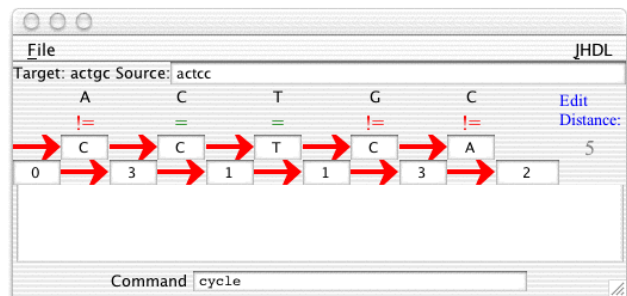 File JHDL
Target: actgc Source: actcc
A C T G C Edit
!= = = != != Distance:
C C T C A 5
0 3 1 1 3 2
Command cycle